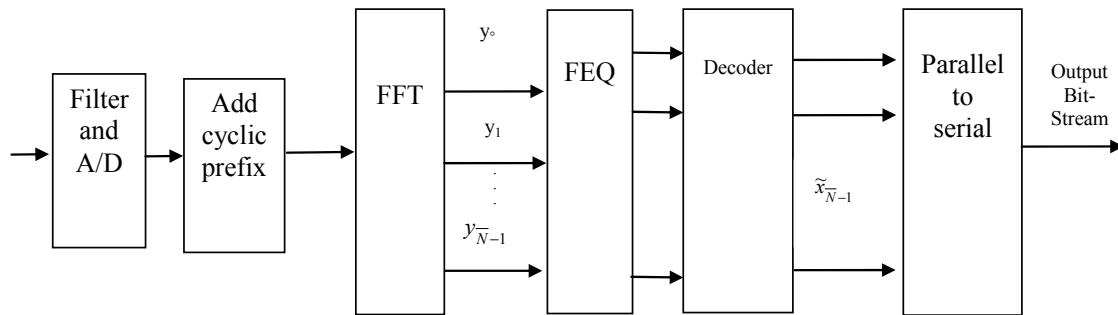 Filter
and
A/D
Add
cyclic
prefix
FFT
y₀
y₁
y_{N̅−1}
FEQ
Decoder
x̃_{N̅−1}
Parallel
to
serial
Output
Bit-
Stream